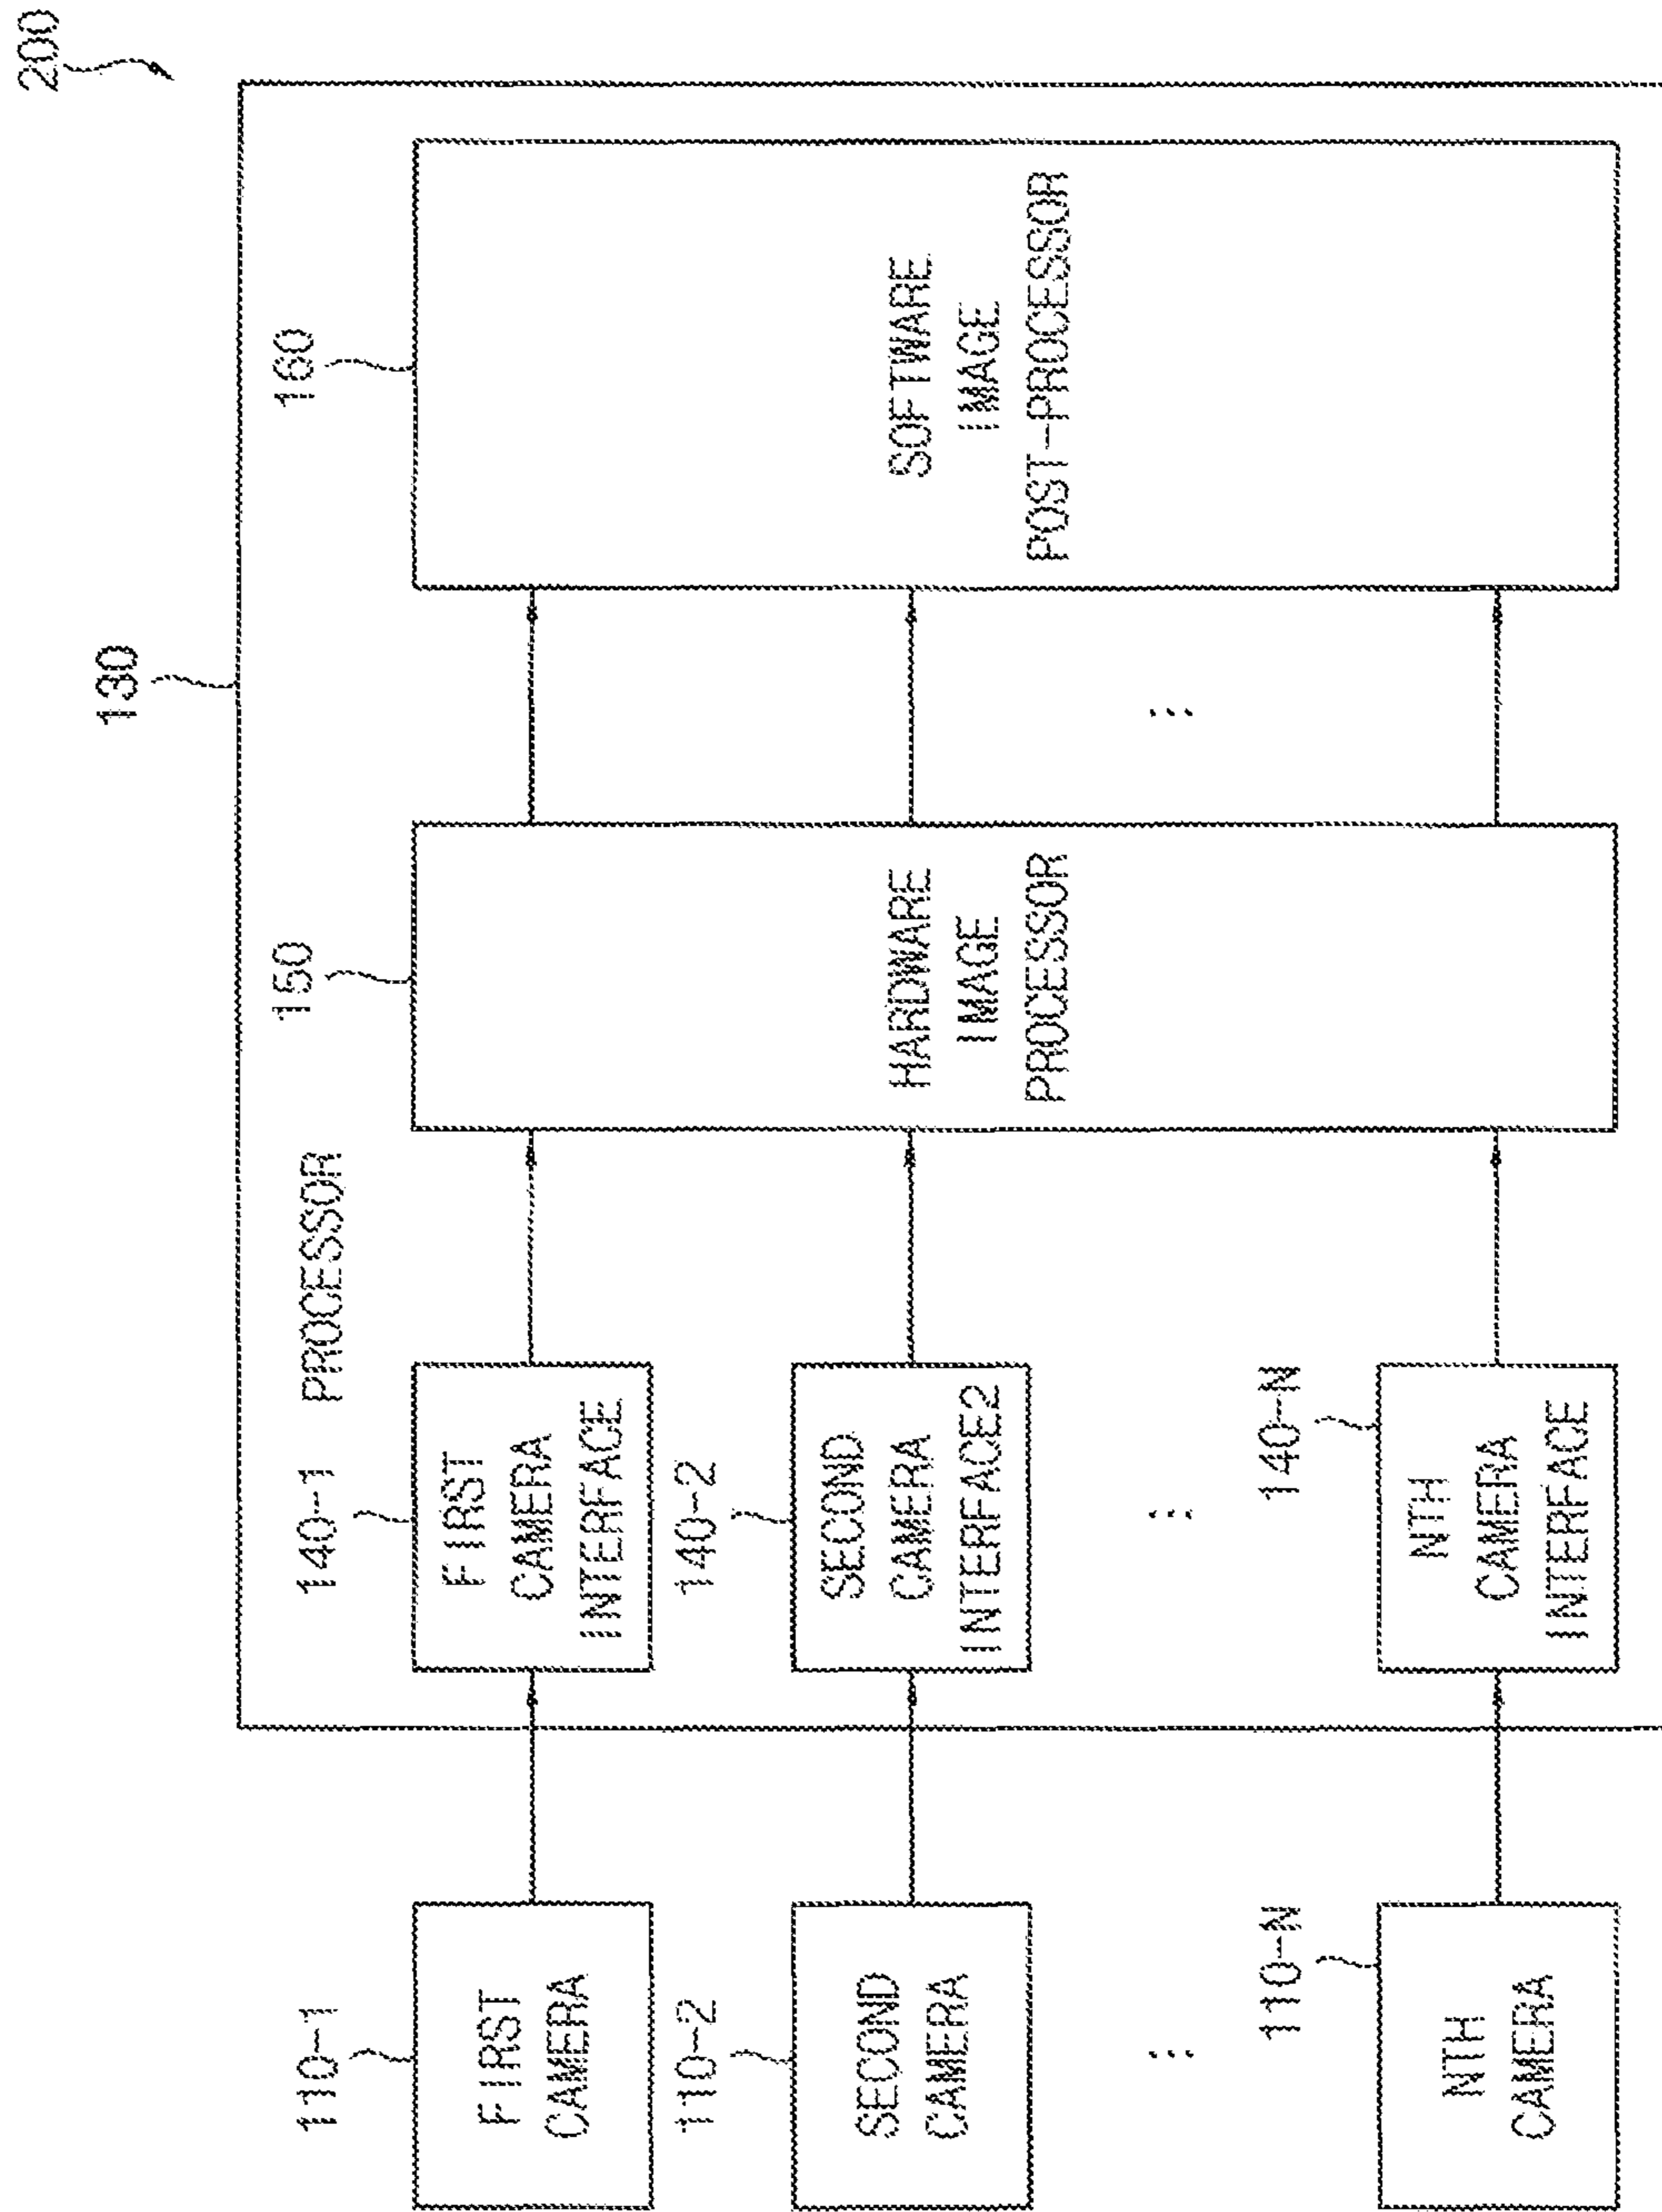 200
130
PROCESSOR
110-1
FIRST
CAMERA
140-1
FIRST
CAMERA
INTERFACE
150
HARDWARE
IMAGE
PROCESSOR
160
SOFTWARE
IMAGE
POST-PROCESSOR
110-2
SECOND
CAMERA
140-2
SECOND
CAMERA
INTERFACE2
...
...
...
110-N
NTH
CAMERA
140-N
NTH
CAMERA
INTERFACE